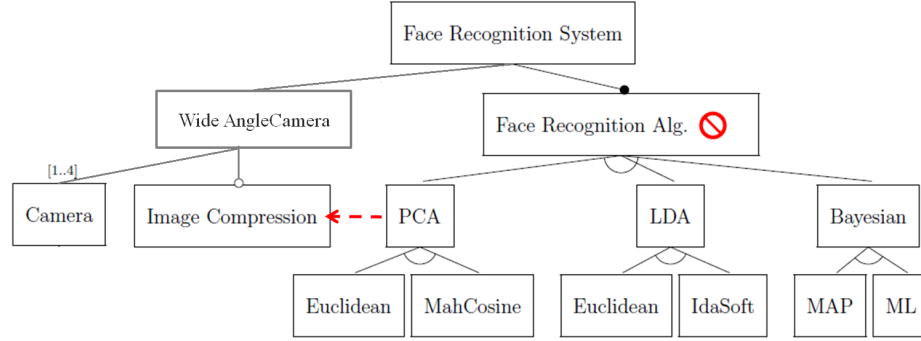 Face Recognition System
Wide AngleCamera
Face Recognition Alg.
[1..4]
Camera
Image Compression
PCA
LDA
Bayesian
Euclidean
MahCosine
Euclidean
IdaSoft
MAP
ML